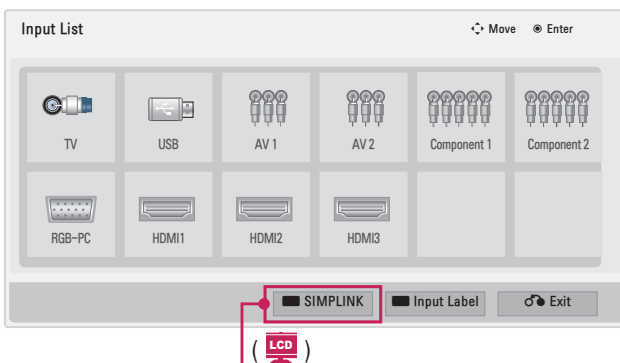 Input List
Move
Enter
TV
USB
AV 1
AV 2
Component 1
Component 2
RGB-PC
HDMI1
HDMI2
HDMI3
SIMPLINK
Input Label
Exit
( LCD )